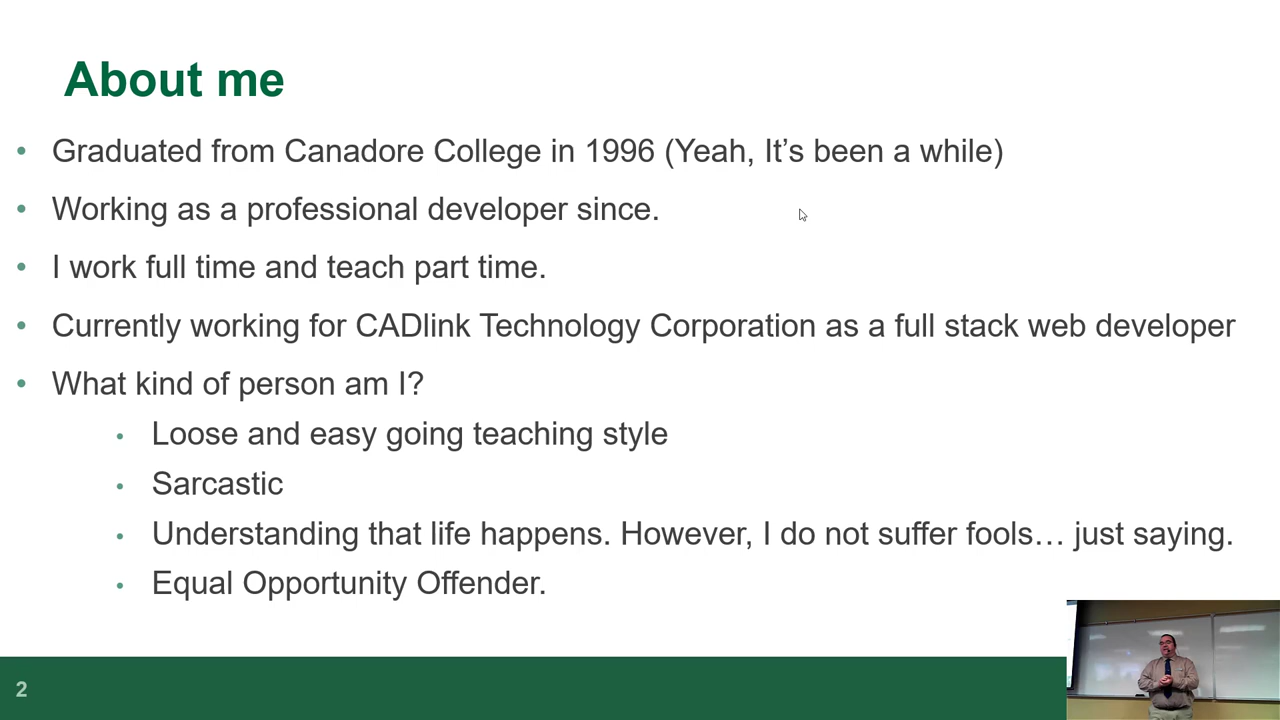 About me
• Graduated from Canadore College in 1996 (Yeah, It’s been a while)
• Working as a professional developer since.
• I work full time and teach part time.
• Currently working for CADlink Technology Corporation as a full stack web developer
• What kind of person am I?
• Loose and easy going teaching style
• Sarcastic
• Understanding that life happens. However, I do not suffer fools… just saying.
• Equal Opportunity Offender.
2